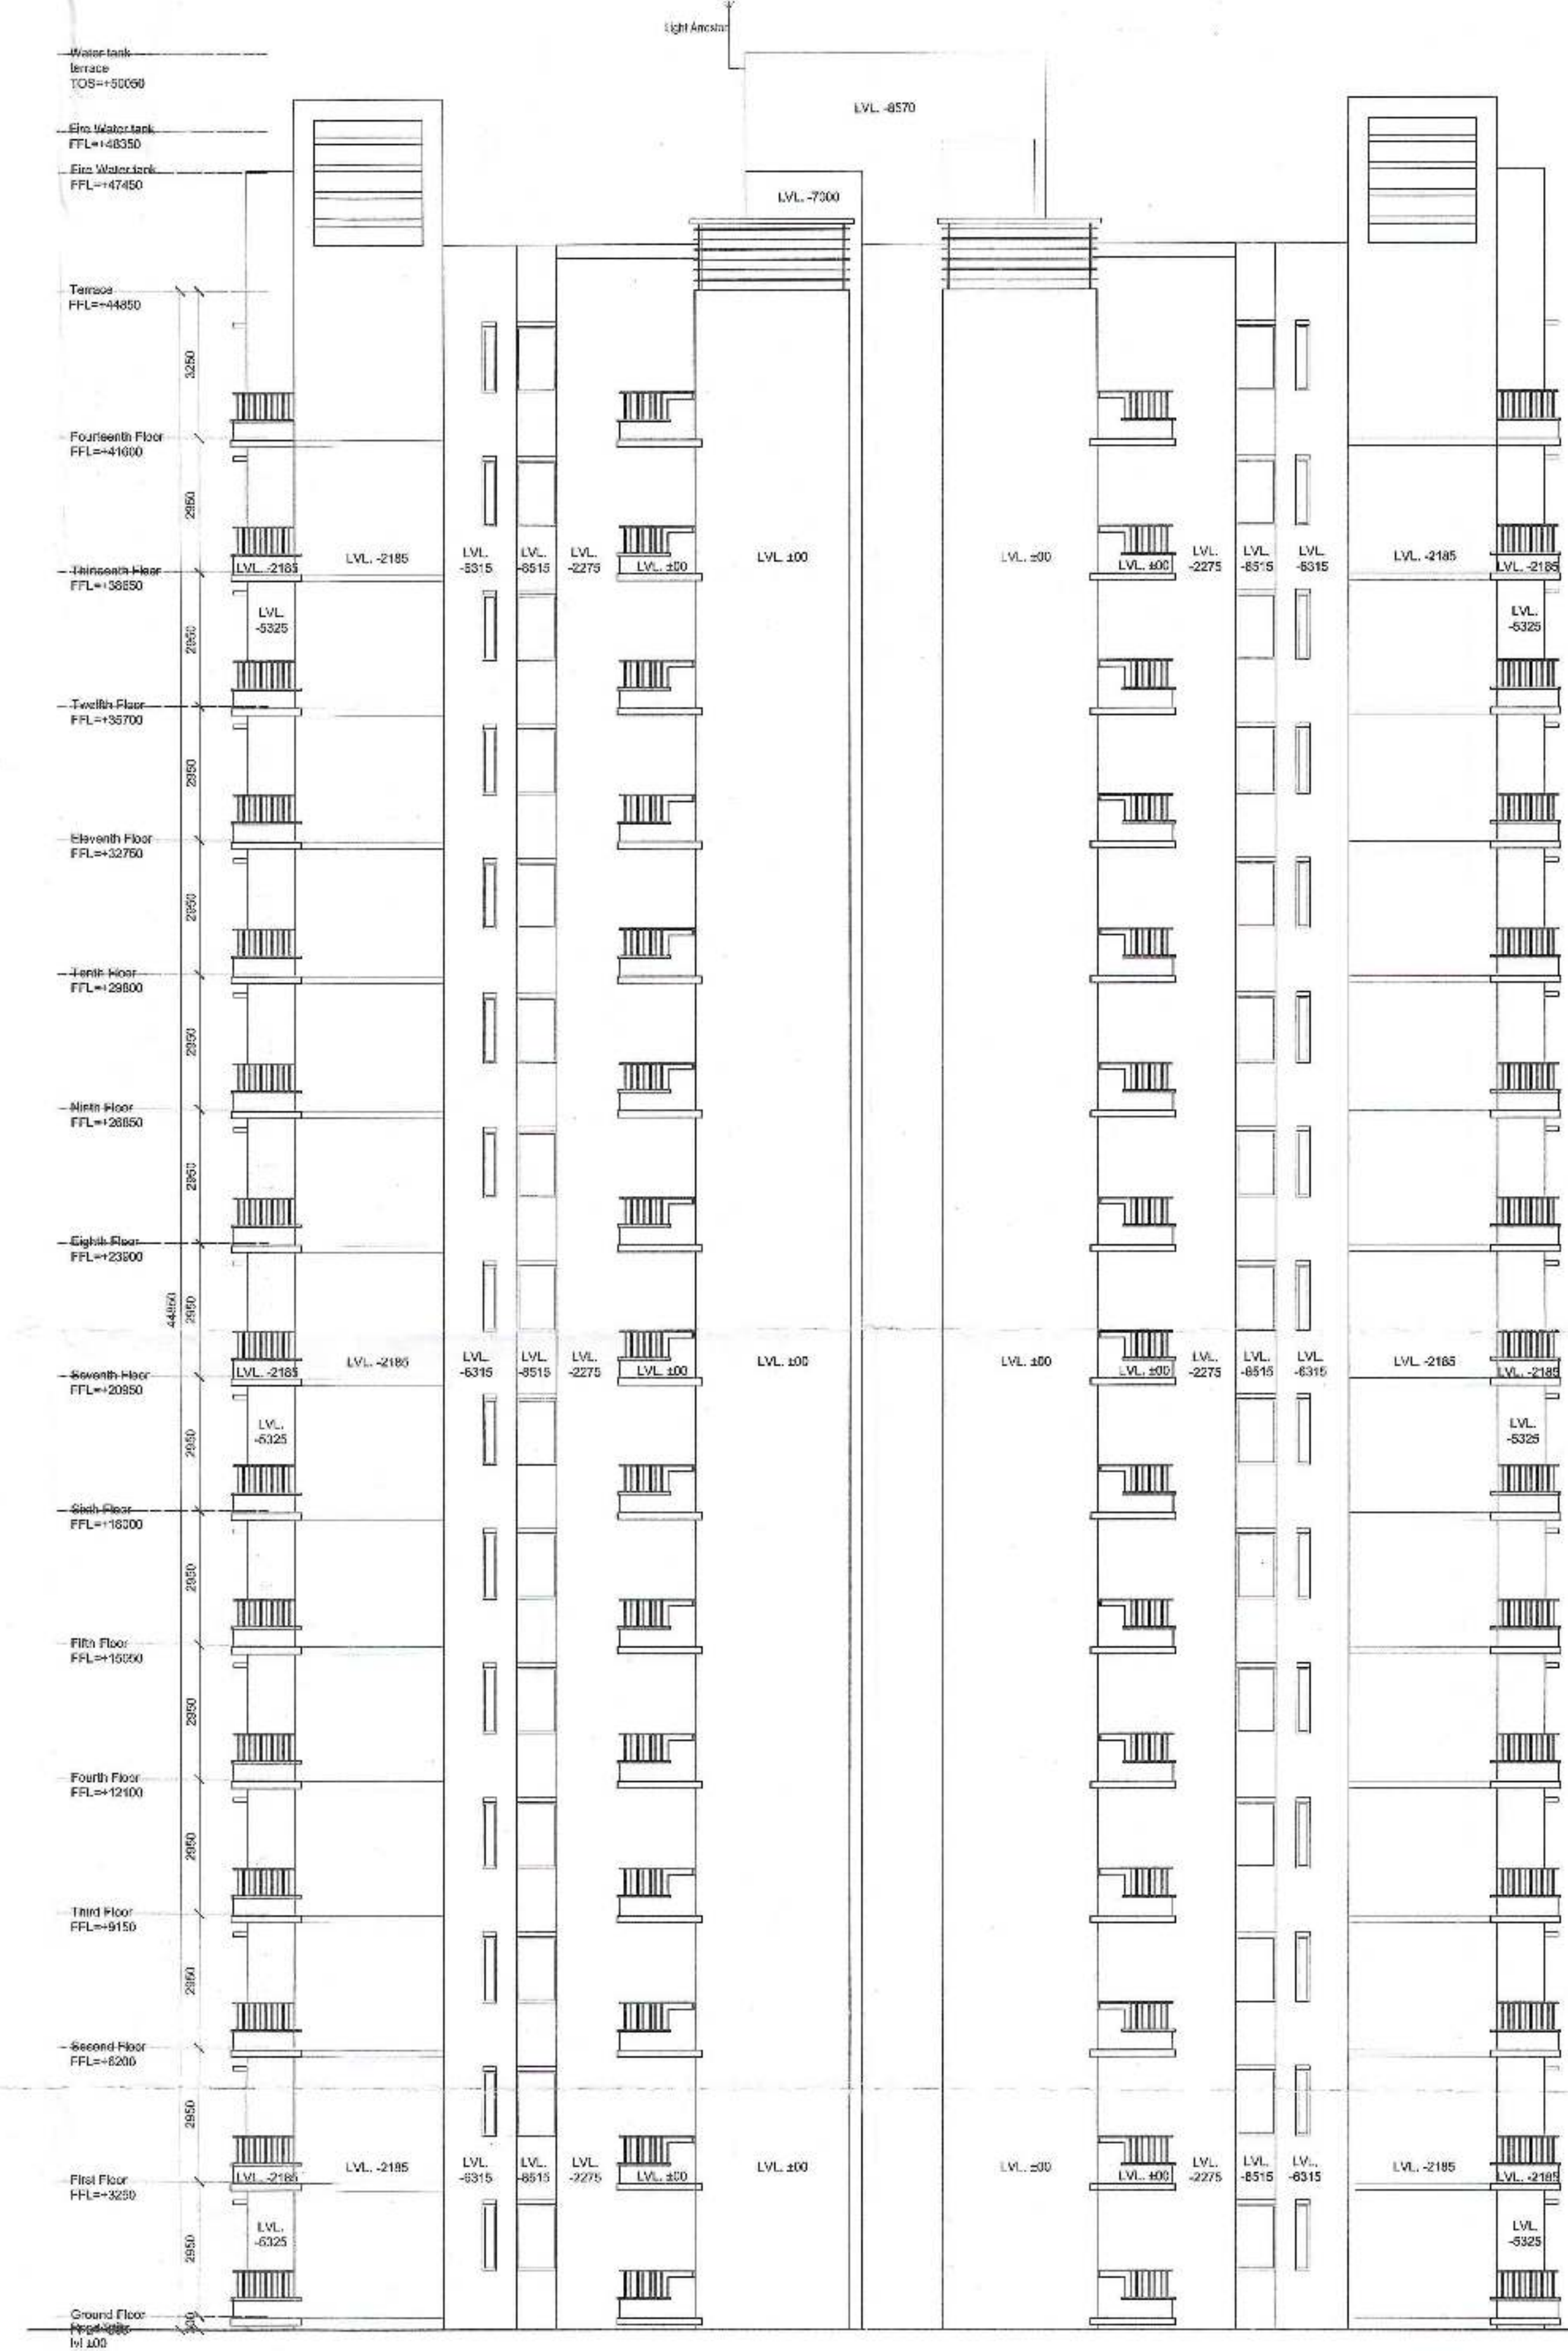 Light Arrestor
Water tank
terrace
TOS=+50050
LVL. -8570
Fire Water tank
FFL=+48350
Fire Water tank
FFL=+47450
LVL. -7300
Terrace
FFL=+44850
3250
Fourteenth Floor
FFL=+41600
2950
LVL. -2185
LVL.
-6315
LVL.
-8515
LVL.
-2275
LVL. ±00
LVL ±00
LVL. ±00
LVL. ±00
LVL.
-2275
LVL.
-8515
LVL.
-6315
LVL. -2185
LVL. -2185
LVL. -2185
Thirteenth Floor
FFL=+38650
LVL.
-5325
LVL.
-5325
2950
Twelfth Floor
FFL=+35700
2950
Eleventh Floor
FFL=+32750
2950
Tenth Floor
FFL=+29800
2950
Ninth Floor
FFL=+26850
2950
Eighth Floor
FFL=+23900
44850
2950
LVL. -2185
LVL.
-6315
LVL.
-8515
LVL.
-2275
LVL. ±00
LVL. ±00
LVL. ±00
LVL. ±00
LVL.
-2275
LVL.
-8515
LVL.
-6315
LVL. -2185
LVL. -2185
LVL. -2185
Seventh Floor
FFL=+20950
LVL.
-5325
LVL.
-5325
2950
Sixth Floor
FFL=+18000
2950
Fifth Floor
FFL=+15050
2950
Fourth Floor
FFL=+12100
2950
Third Floor
FFL=+9150
2950
Second Floor
FFL=+6200
2950
LVL. -2185
LVL.
-6315
LVL.
-8515
LVL.
-2275
LVL. ±00
LVL. ±00
LVL. ±00
LVL. ±00
LVL.
-2275
LVL.
-8515
LVL.
-6315
LVL. -2185
LVL. -2185
LVL. -2185
First Floor
FFL=+3250
LVL.
-5325
LVL.
-5325
2950
Ground Floor
lvl ±00